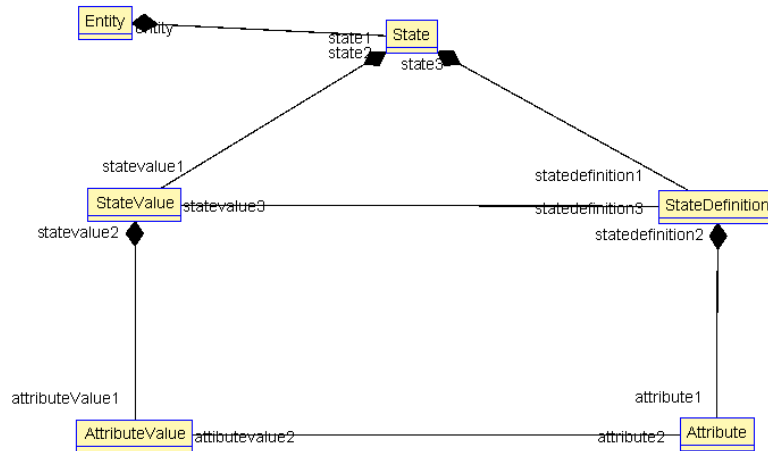 Entity
entity
state1
State
state2
state3
statevalue1
statedefinition1
StateValue
statevalue3
statedefinition3
StateDefinition
statevalue2
statedefinition2
attributeValue1
attribute1
AttributeValue
attibutevalue2
attribute2
Attribute